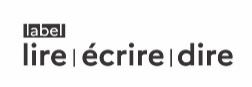 label
lire | écrire | dire